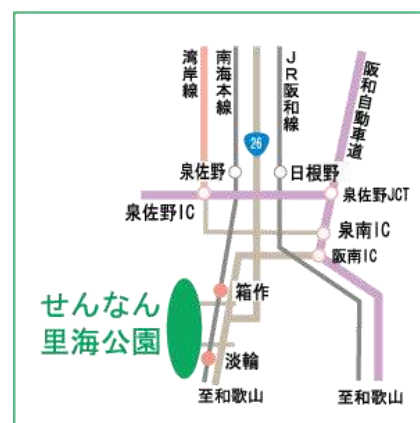 湾岸線
南海本線
26
JR阪和線
阪和自動車道
泉佐野
日根野
泉佐野IC
泉佐野JCT
泉南IC
阪南IC
箱作
せんなん
里海公園
淡輪
至和歌山
至和歌山